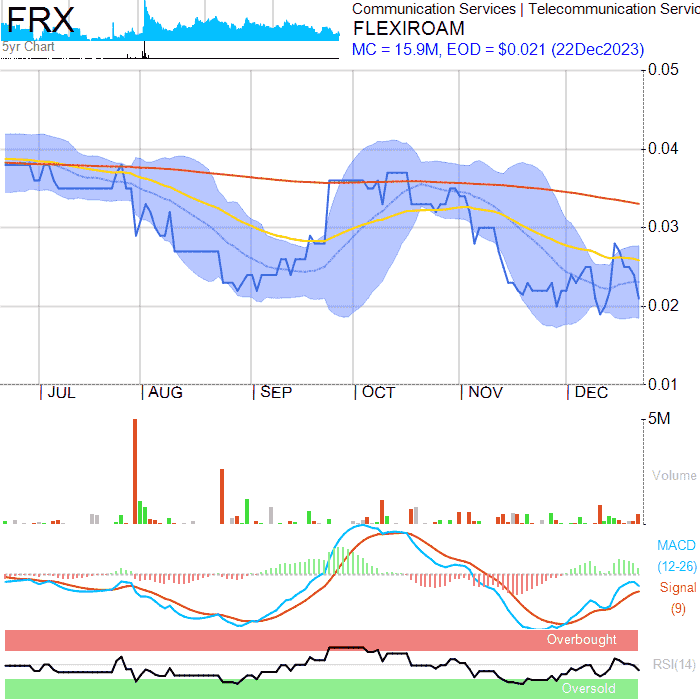 FRX
5yr Chart
Communication Services | Telecommunication Servic
FLEXIROAM
MC = 15.9M, EOD = $0.021 (22Dec2023)
0.05
0.04
0.03
0.02
0.01
JUL
AUG
SEP
OCT
NOV
DEC
5M
Volume
MACD
(12-26)
Signal
(9)
Overbought
RSI(14)
Oversold